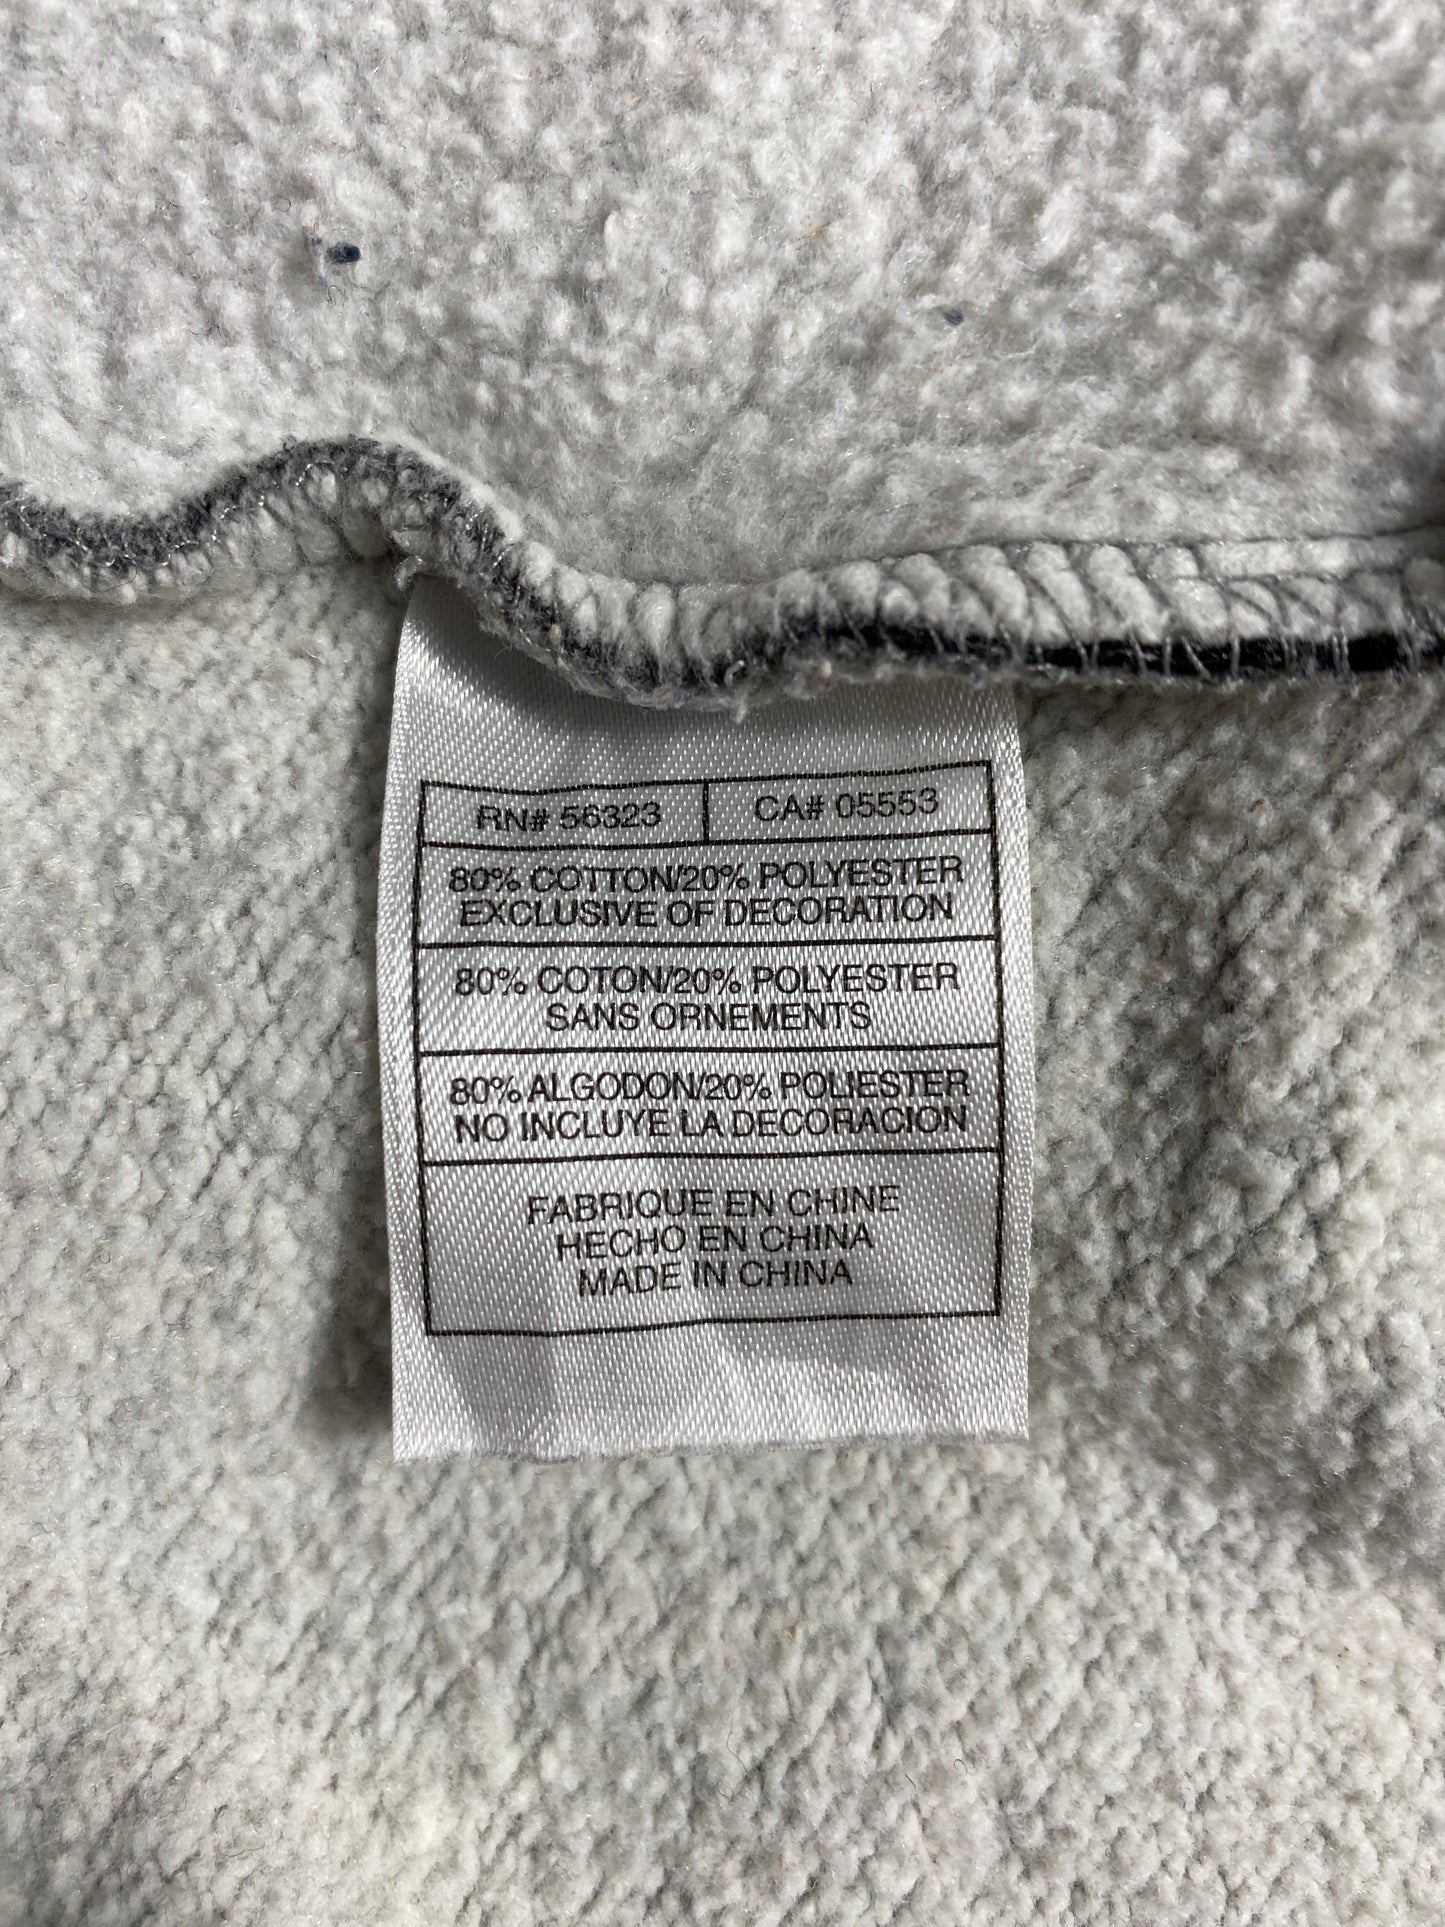 RN# 56323 CA# 05553
80% COTTON/20% POLYESTER
EXCLUSIVE OF DECORATION
80% COTON/20% POLYESTER
SANS ORNEMENTS
80% ALGODON/20% POLIESTER
NO INCLUYE LA DECORACION
FABRIQUE EN CHINE
HECHO EN CHINA
MADE IN CHINA